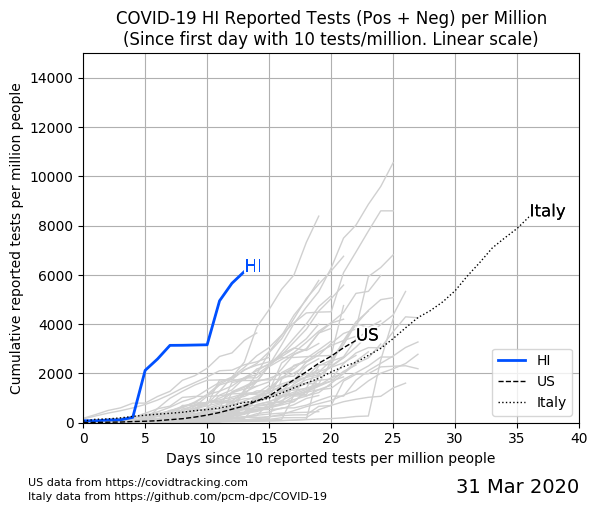 COVID-19 HI Reported Tests (Pos + Neg) per Million
(Since first day with 10 tests/million. Linear scale)
Cumulative reported tests per million people
14000
12000
10000
8000
6000
4000
2000
0
HI
US
Italy
HI
US
Italy
0 5 10 15 20 25 30 35 40
Days since 10 reported tests per million people
US data from https://covidtracking.com
Italy data from https://github.com/pcm-dpc/COVID-19
31 Mar 2020